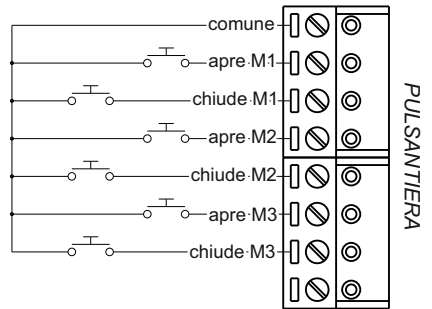 comune
apre M1
chiude M1
apre M2
chiude M2
apre M3
chiude M3
PULSANTIERA